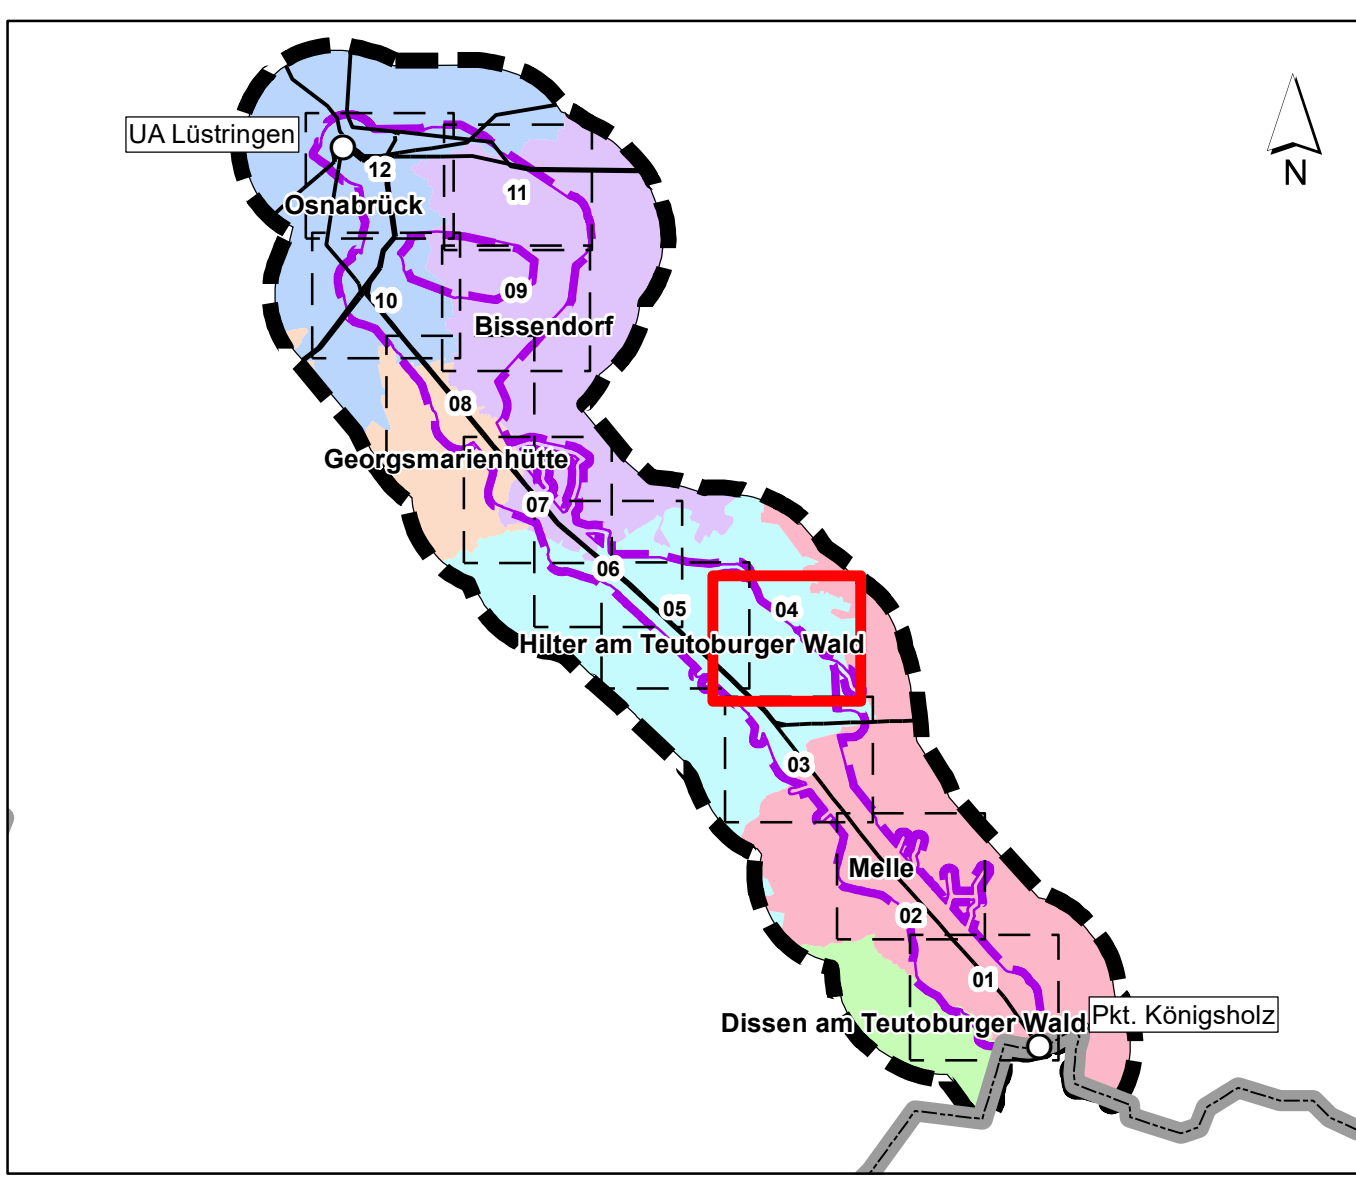 UA Lüstringen
N
12
11
Osnabrück
09
10
Bissendorf
08
Georgsmarienhütte
07
06
05
04
Hilter am Teutoburger Wald
03
Melle
02
01
Pkt. Königsholz
Dissen am Teutoburger Wald